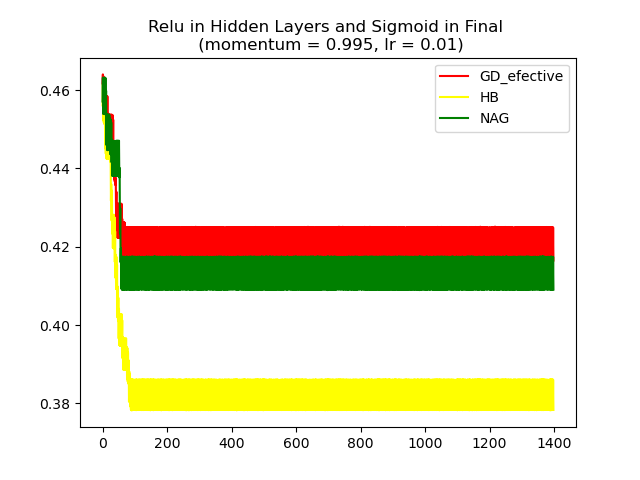 Relu in Hidden Layers and Sigmoid in Final
(momentum = 0.995, lr = 0.01)
GD_efective
HB
NAG
0.46
0.44
0.42
0.40
0.38
0
200
400
600
800
1000
1200
1400